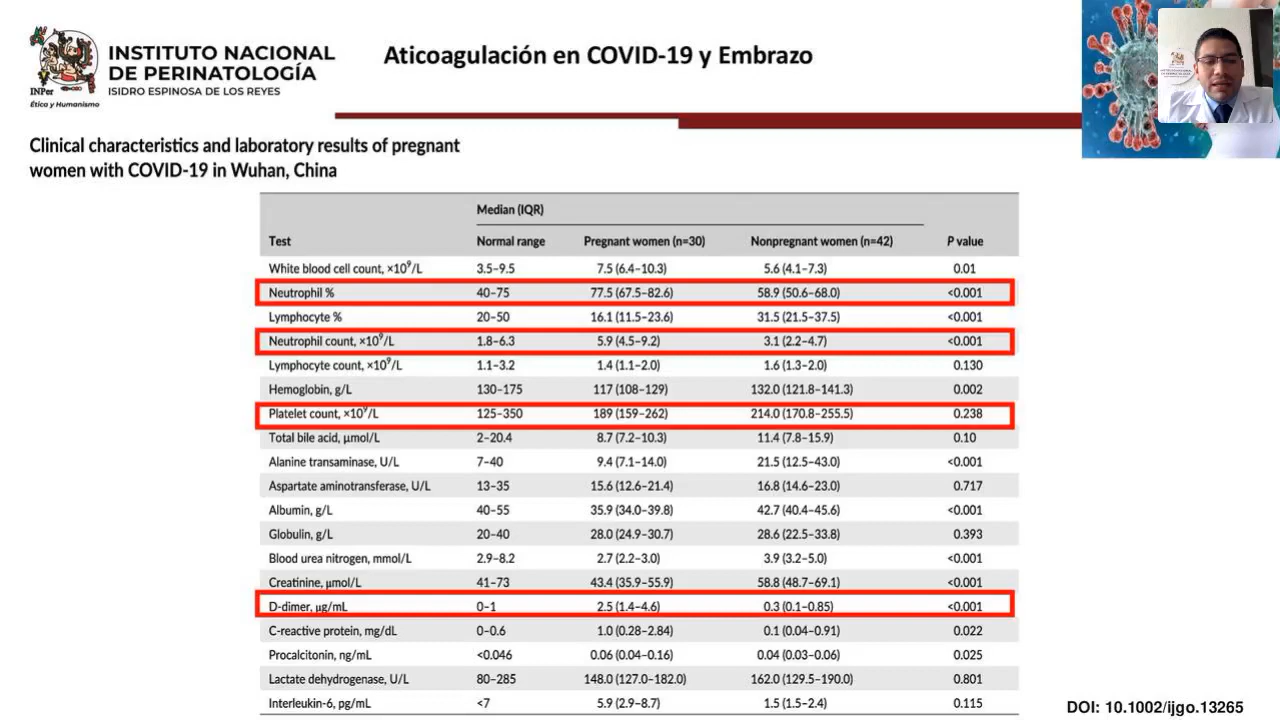 INSTITUTO NACIONAL
DE PERINATOLOGÍA
ISIDRO ESPINOSA DE LOS REYES
INPer
Ética y Humanismo
Aticoagulación en COVID-19 y Embrazo
Clinical characteristics and laboratory results of pregnant
women with COVID-19 in Wuhan, China
Median (IQR)
Test Normal range Pregnant women (n=30) Nonpregnant women (n=42) P value
White blood cell count, ×10⁹/L 3.5–9.5 7.5 (6.4–10.3) 5.6 (4.1–7.3) 0.01
Neutrophil % 40–75 77.5 (67.5–82.6) 58.9 (50.6–68.0) <0.001
Lymphocyte % 20–50 16.1 (11.5–23.6) 31.5 (21.5–37.5) <0.001
Neutrophil count, ×10⁹/L 1.8–6.3 5.9 (4.5–9.2) 3.1 (2.2–4.7) <0.001
Lymphocyte count, ×10⁹/L 1.1–3.2 1.4 (1.1–2.0) 1.6 (1.3–2.0) 0.130
Hemoglobin, g/L 130–175 117 (108–129) 132.0 (121.8–141.3) 0.002
Platelet count, ×10⁹/L 125–350 189 (159–262) 214.0 (170.8–255.5) 0.238
Total bile acid, μmol/L 2–20.4 8.7 (7.2–10.3) 11.4 (7.8–15.9) 0.10
Alanine transaminase, U/L 7–40 9.4 (7.1–14.0) 21.5 (12.5–43.0) <0.001
Aspartate aminotransferase, U/L 13–35 15.6 (12.6–21.4) 16.8 (14.6–23.0) 0.717
Albumin, g/L 40–55 35.9 (34.0–39.8) 42.7 (40.4–45.6) <0.001
Globulin, g/L 20–40 28.0 (24.9–30.7) 28.6 (22.5–33.8) 0.393
Blood urea nitrogen, mmol/L 2.9–8.2 2.7 (2.2–3.0) 3.9 (3.2–5.0) <0.001
Creatinine, μmol/L 41–73 43.4 (35.9–55.9) 58.8 (48.7–69.1) <0.001
D-dimer, μg/mL 0–1 2.5 (1.4–4.6) 0.3 (0.1–0.85) <0.001
C-reactive protein, mg/dL 0–0.6 1.0 (0.28–2.84) 0.1 (0.04–0.91) 0.022
Procalcitonin, ng/mL <0.046 0.06 (0.04–0.16) 0.04 (0.03–0.06) 0.025
Lactate dehydrogenase, U/L 80–285 148.0 (127.0–182.0) 162.0 (129.5–190.0) 0.801
Interleukin-6, pg/mL <7 5.9 (2.9–8.7) 1.5 (1.5–2.4) 0.115
DOI: 10.1002/ijgo.13265